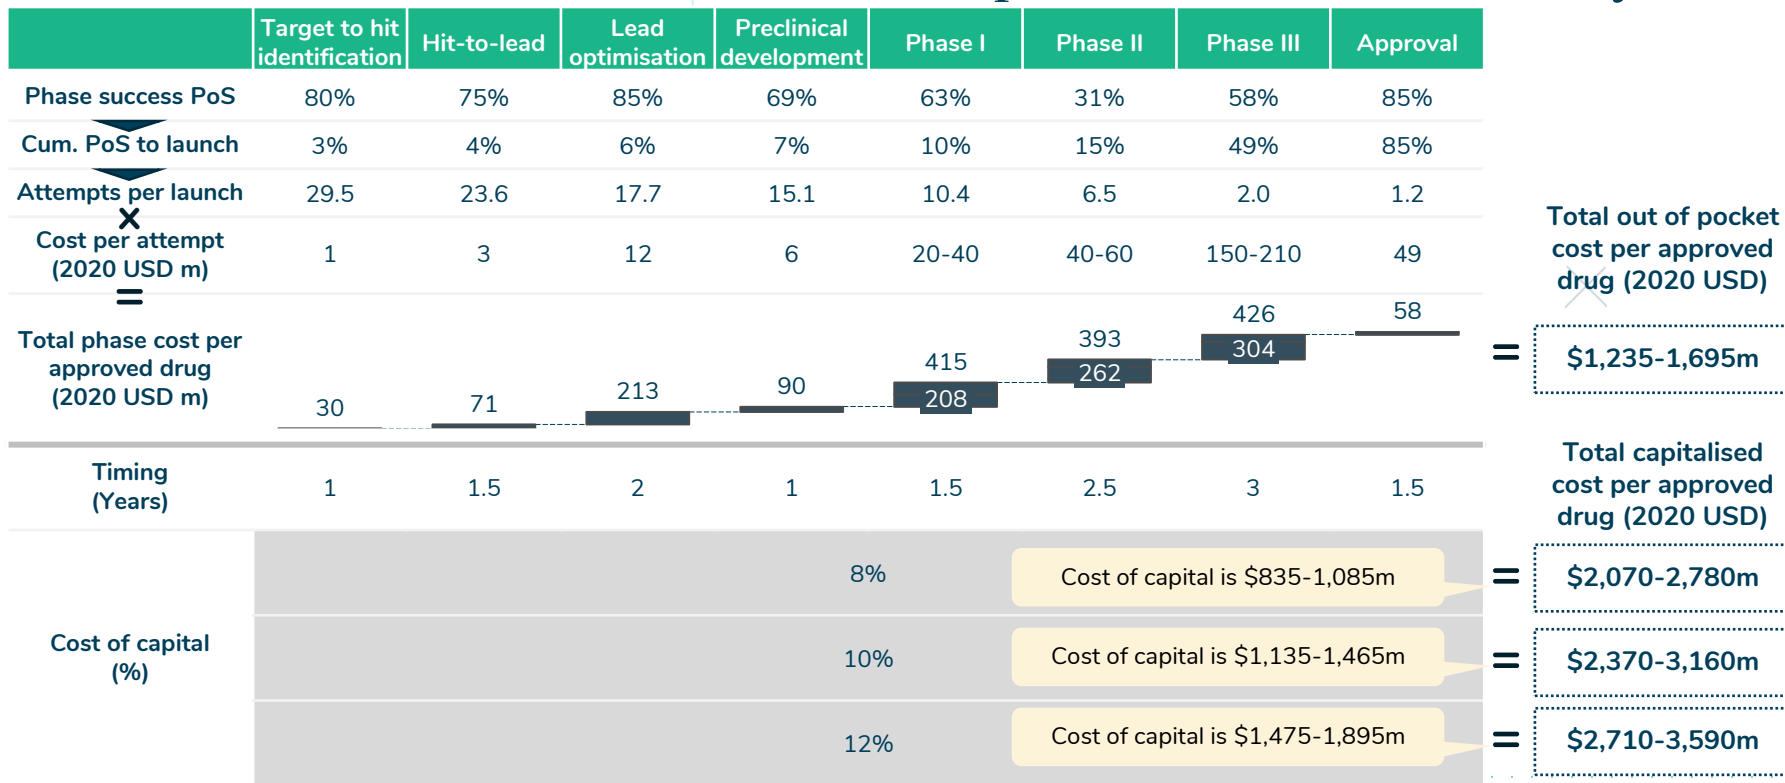 Target to hit
identification
Hit-to-lead
Lead
optimisation
Preclinical
development
Phase I
Phase II
Phase III
Approval
Phase success PoS
80%
75%
85%
69%
63%
31%
58%
85%
Cum. PoS to launch
3%
4%
6%
7%
10%
15%
49%
85%
Attempts per launch
29.5
23.6
17.7
15.1
10.4
6.5
2.0
1.2
×
Cost per attempt
(2020 USD m)
1
3
12
6
20-40
40-60
150-210
49
=
Total phase cost per
approved drug
(2020 USD m)
30
71
213
90
415
208
393
262
426
304
58
Total out of pocket
cost per approved
drug (2020 USD)
=
$1,235-1,695m
Timing
(Years)
1
1.5
2
1
1.5
2.5
3
1.5
Total capitalised
cost per approved
drug (2020 USD)
Cost of capital
(%)
8%
Cost of capital is $835-1,085m
=
$2,070-2,780m
10%
Cost of capital is $1,135-1,465m
=
$2,370-3,160m
12%
Cost of capital is $1,475-1,895m
=
$2,710-3,590m